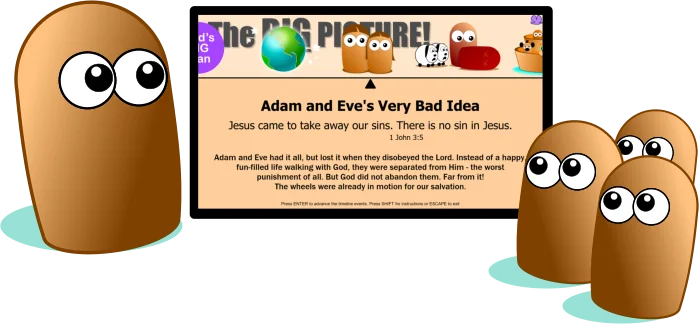 The BIG PICTURE!
d's
IG
an
Adam and Eve's Very Bad Idea
Jesus came to take away our sins. There is no sin in Jesus.
1 John 3:5
Adam and Eve had it all, but lost it when they disobeyed the Lord. Instead of a happy,
fun-filled life walking with God, they were separated from Him - the worst
punishment of all. But God did not abandon them. Far from it!
The wheels were already in motion for our salvation.
Press ENTER to advance the timeline events. Press SHIFT for instructions or ESCAPE to exit